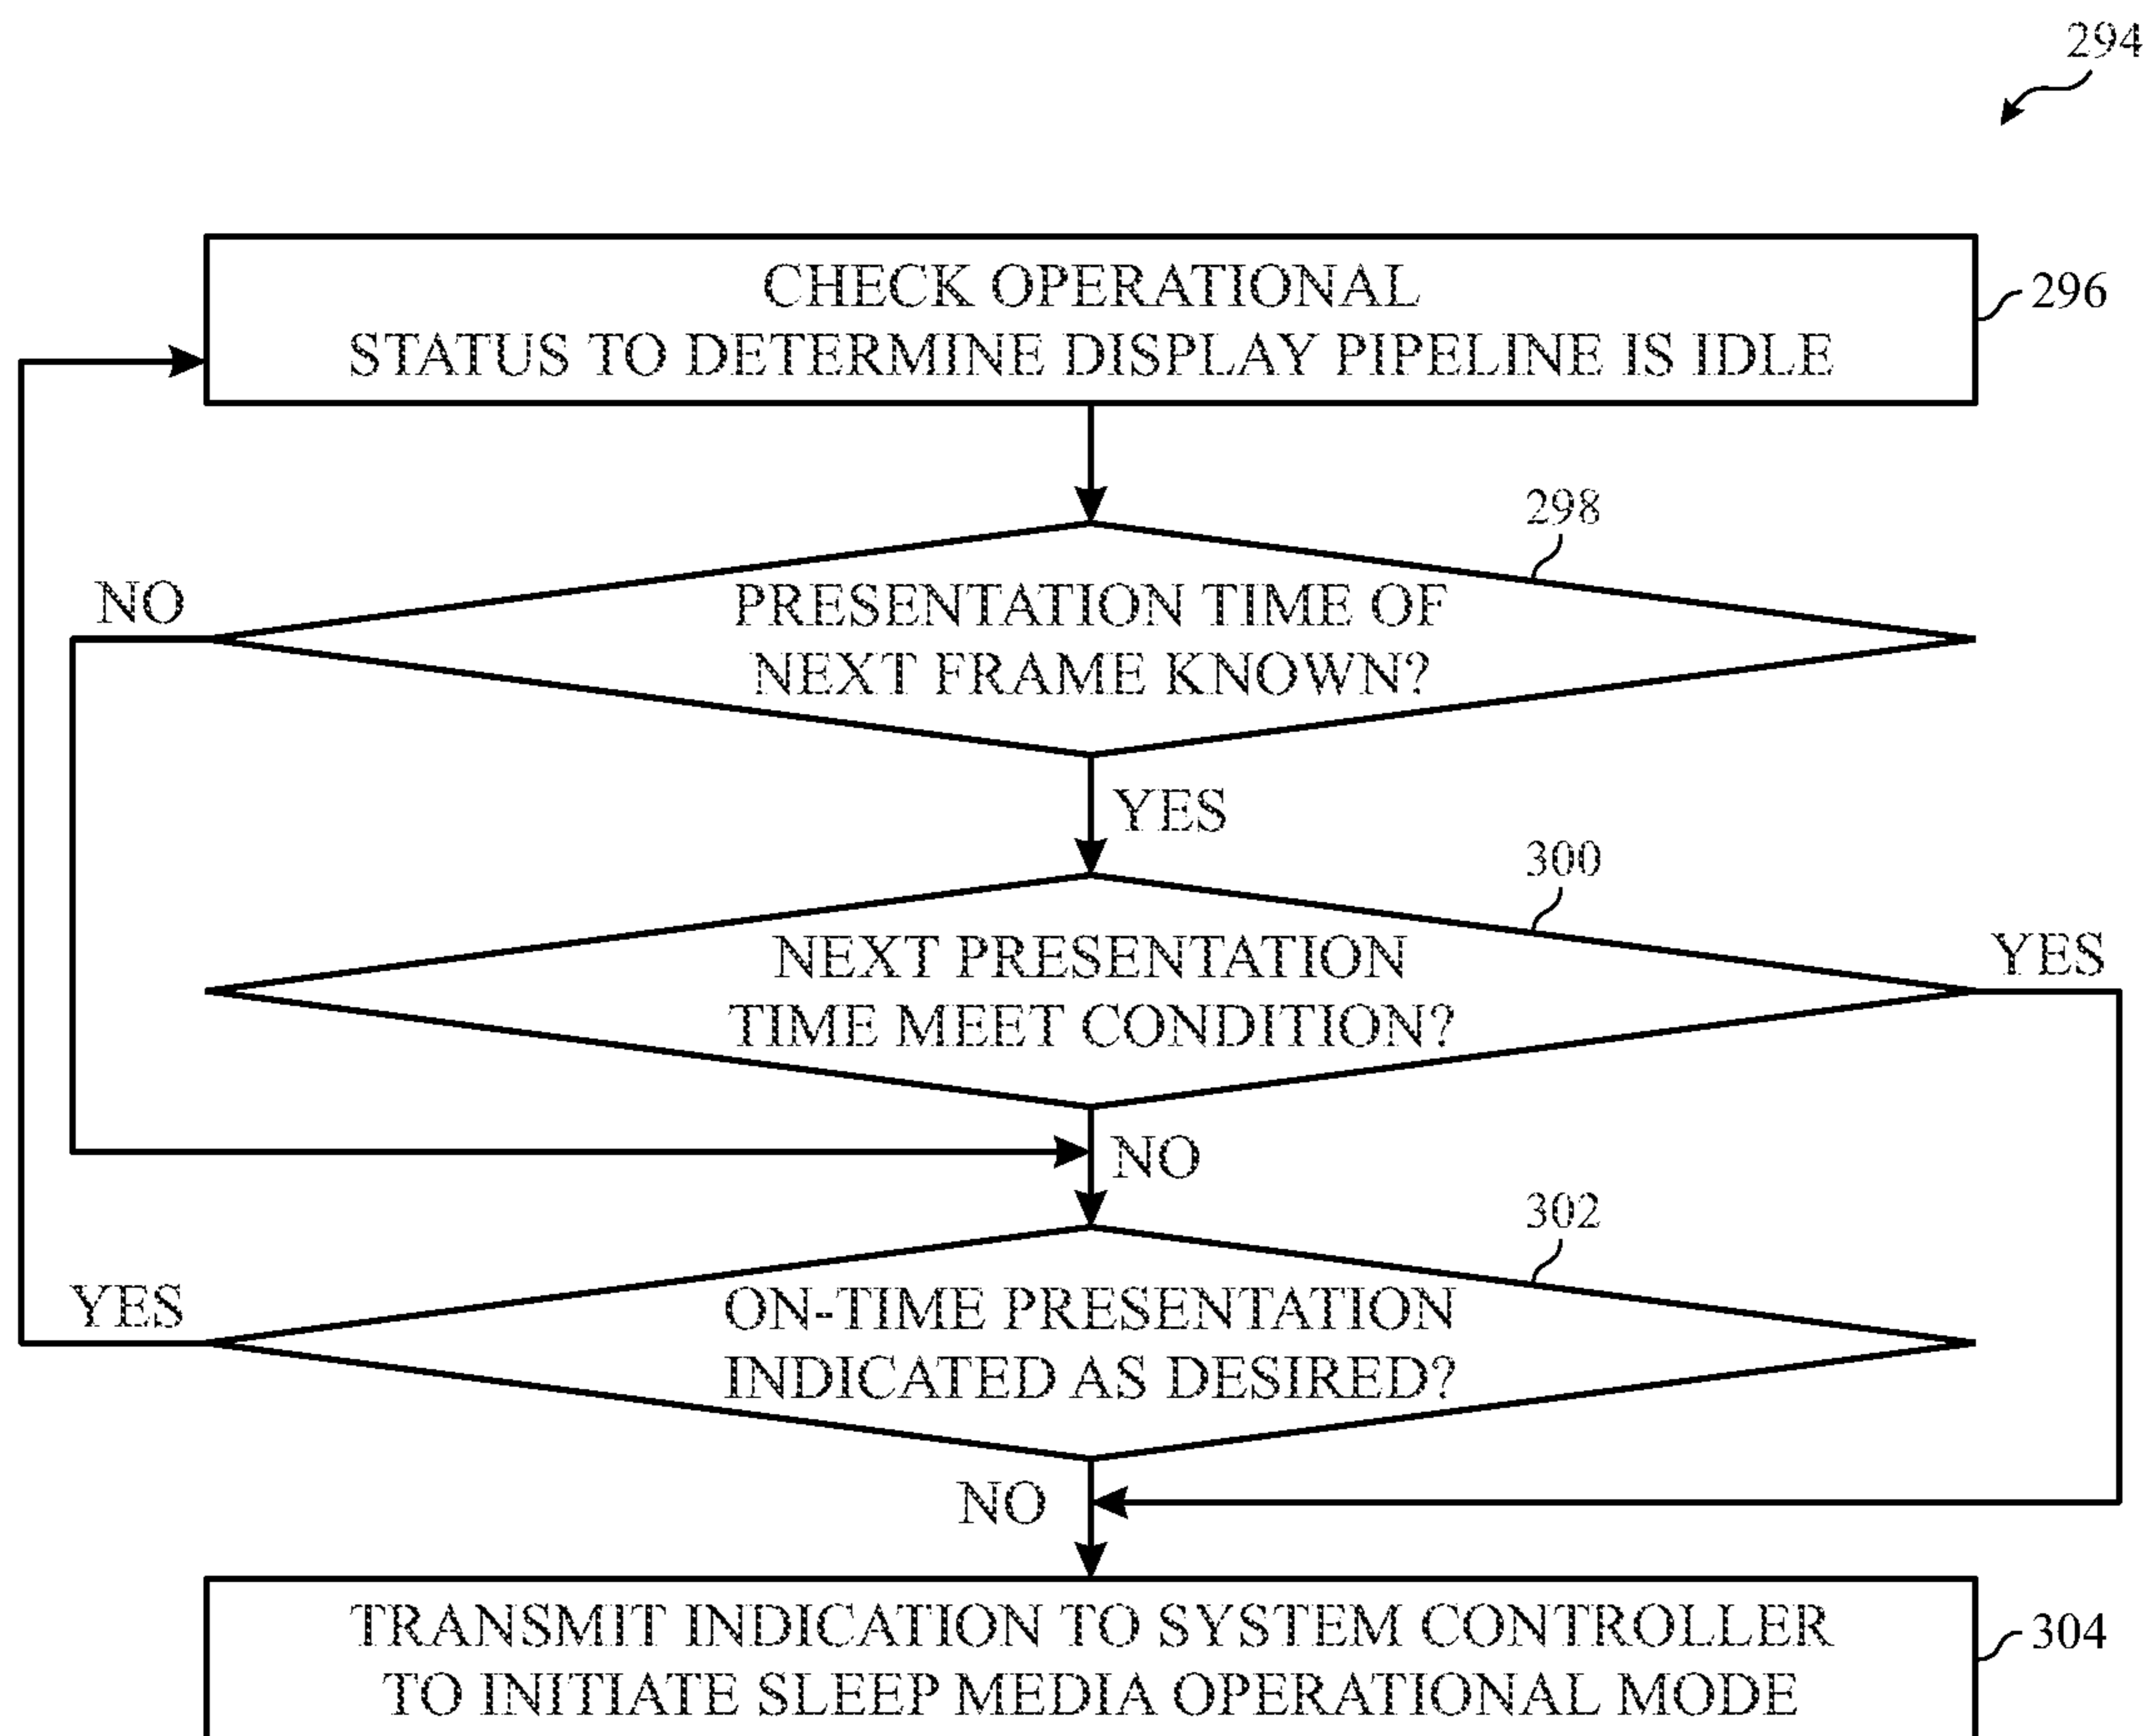 294
CHECK OPERATIONAL
STATUS TO DETERMINE DISPLAY PIPELINE IS IDLE
296
298
NO
PRESENTATION TIME OF
NEXT FRAME KNOWN?
YES
300
NEXT PRESENTATION
TIME MEET CONDITION?
YES
NO
302
YES
ON-TIME PRESENTATION
INDICATED AS DESIRED?
NO
TRANSMIT INDICATION TO SYSTEM CONTROLLER
TO INITIATE SLEEP MEDIA OPERATIONAL MODE
304